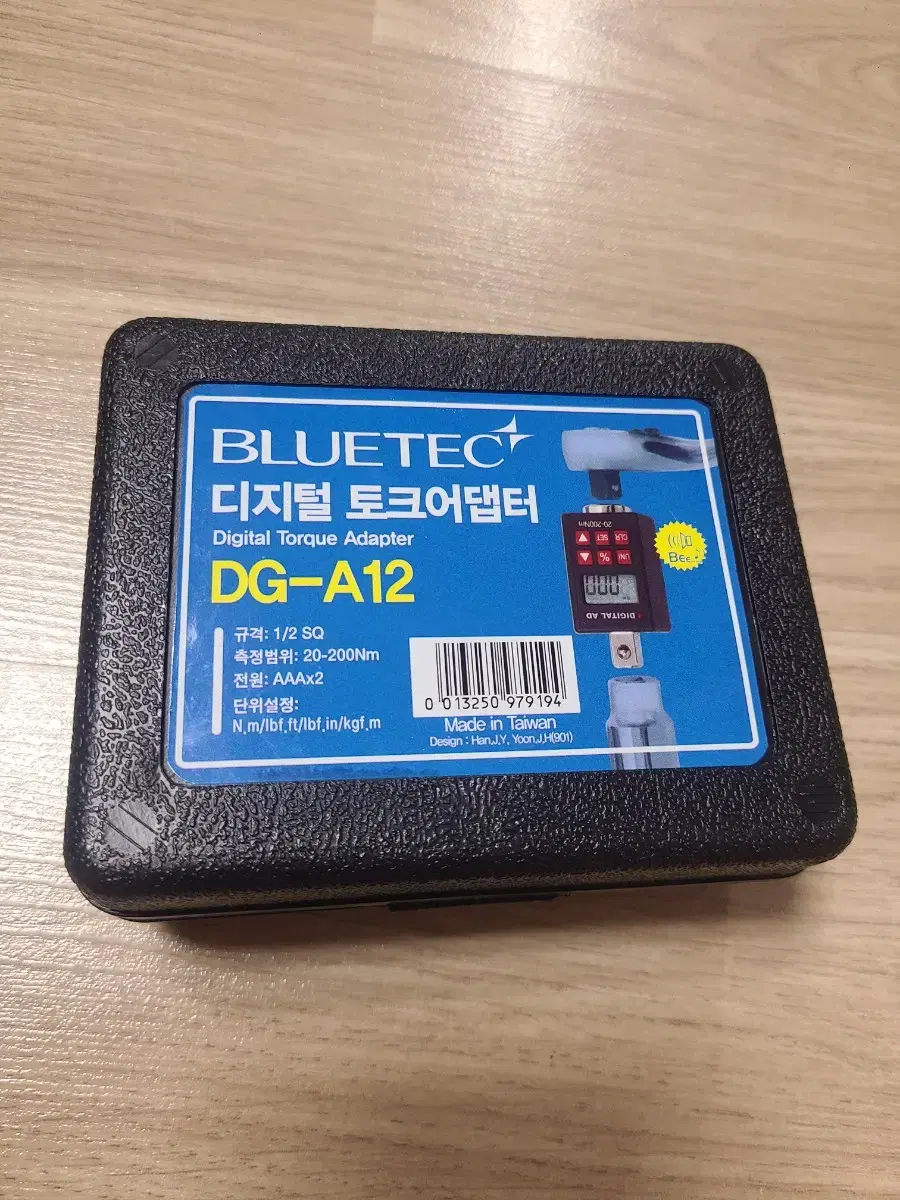 BLUETEC
디지털 토크어댑터
Digital Torque Adapter
DG-A12
규격: 1/2 SQ
측정범위: 20-200Nm
전원: AAAx2
단위설정:
N.m/lbf.ft/lbf.in/kgf.m
0 013250 979194
Made in Taiwan
Design : Han.J.Y. Yoon.J.H(901)
20-200Nm
CLR SET ▲
UNI % ▼
000
DIGITAL AD